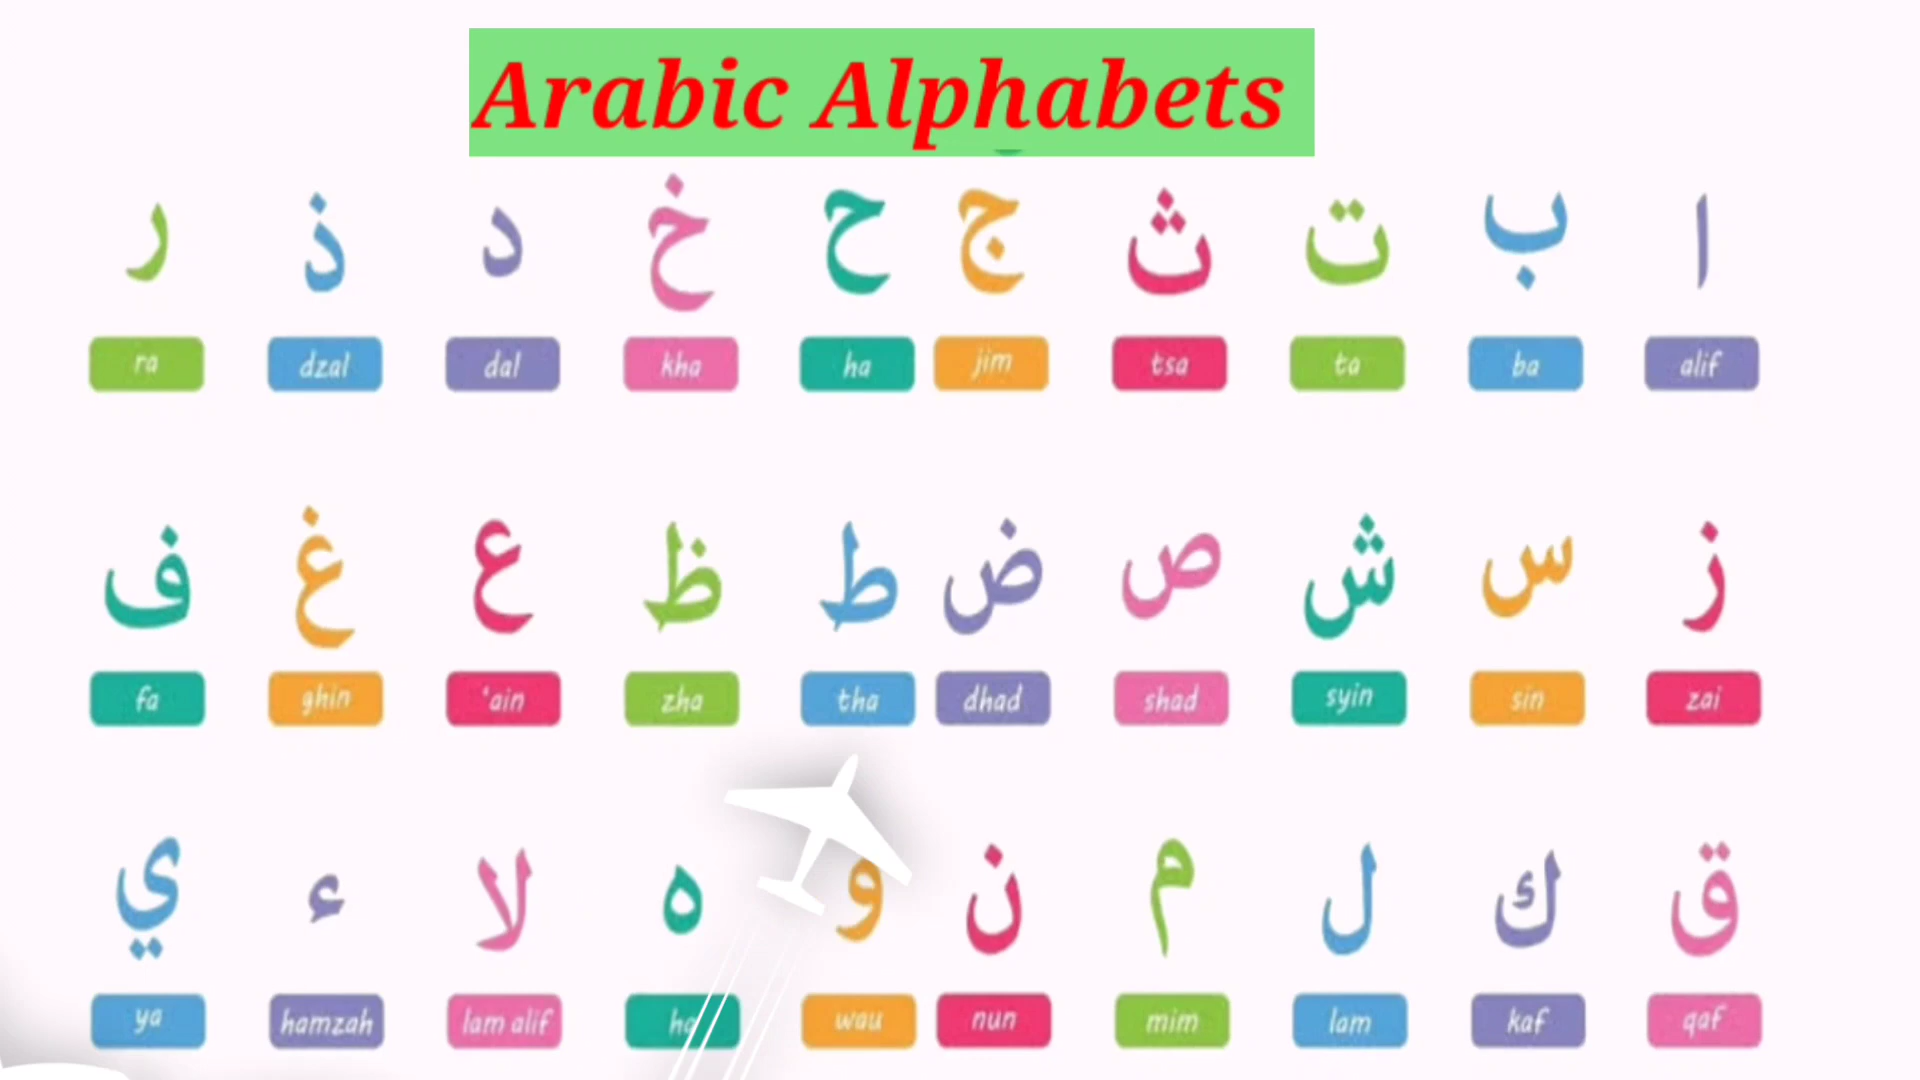 Arabic Alphabets
ا ب ت ث ج ح خ د ذ ر
alif ba ta tsa jim ha kha dal dzal ra
ز س ش ص ض ط ظ ع غ ف
zai sin syin shad dhad tha zha 'ain ghin fa
ق ك ل م ن و ه لا ء ي
qaf kaf lam mim nun wau ha lam alif hamzah ya